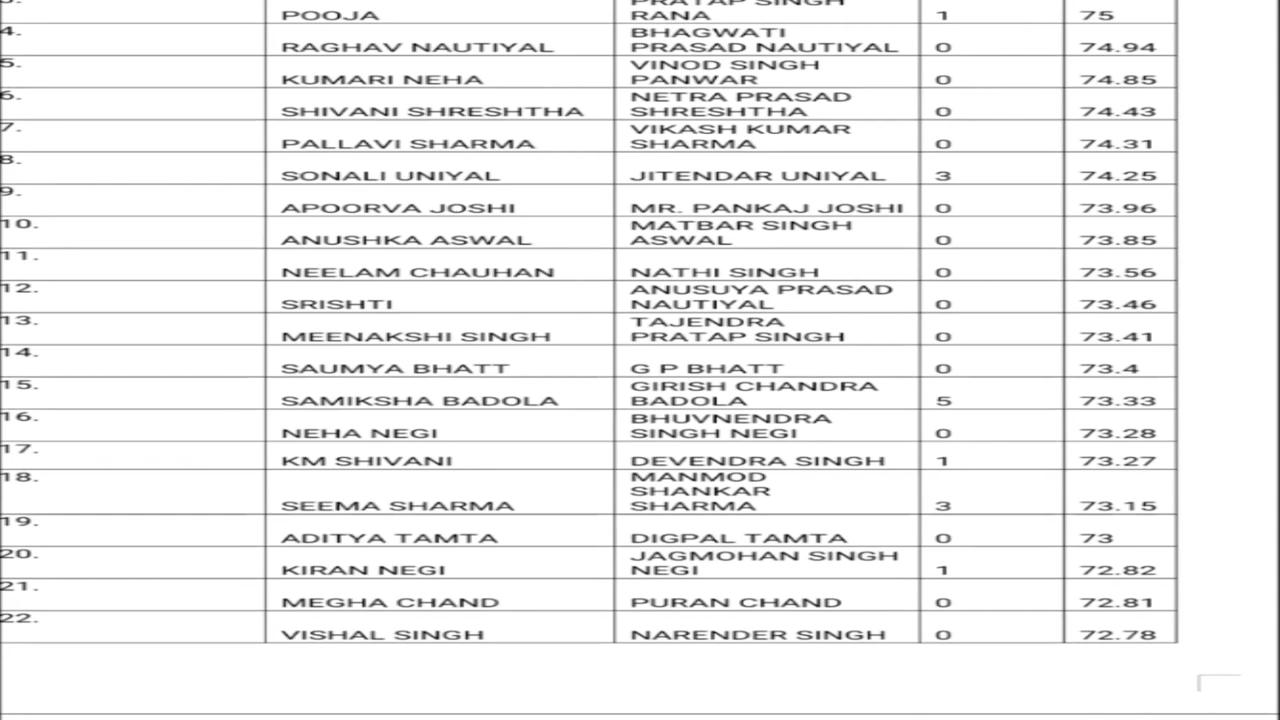 3.
POOJA PRATAP SINGH RANA 1 75
4.
RAGHAV NAUTIYAL BHAGWATI PRASAD NAUTIYAL 0 74.94
5.
KUMARI NEHA VINOD SINGH PANWAR 0 74.85
6.
SHIVANI SHRESHTHA NETRA PRASAD SHRESHTHA 0 74.43
7.
PALLAVI SHARMA VIKASH KUMAR SHARMA 0 74.31
8.
SONALI UNIYAL JITENDAR UNIYAL 3 74.25
9.
APOORVA JOSHI MR. PANKAJ JOSHI 0 73.96
10.
ANUSHKA ASWAL MATBAR SINGH ASWAL 0 73.85
11.
NEELAM CHAUHAN NATHI SINGH 0 73.56
12.
SRISHTI ANUSUYA PRASAD NAUTIYAL 0 73.46
13.
MEENAKSHI SINGH TAJENDRA PRATAP SINGH 0 73.41
14.
SAUMYA BHATT G P BHATT 0 73.4
15.
SAMIKSHA BADOLA GIRISH CHANDRA BADOLA 5 73.33
16.
NEHA NEGI BHUVNENDRA SINGH NEGI 0 73.28
17.
KM SHIVANI DEVENDRA SINGH 1 73.27
18.
SEEMA SHARMA MANMOD SHANKAR SHARMA 3 73.15
19.
ADITYA TAMTA DIGPAL TAMTA 0 73
20.
KIRAN NEGI JAGMOHAN SINGH NEGI 1 72.82
21.
MEGHA CHAND PURAN CHAND 0 72.81
22.
VISHAL SINGH NARENDER SINGH 0 72.78